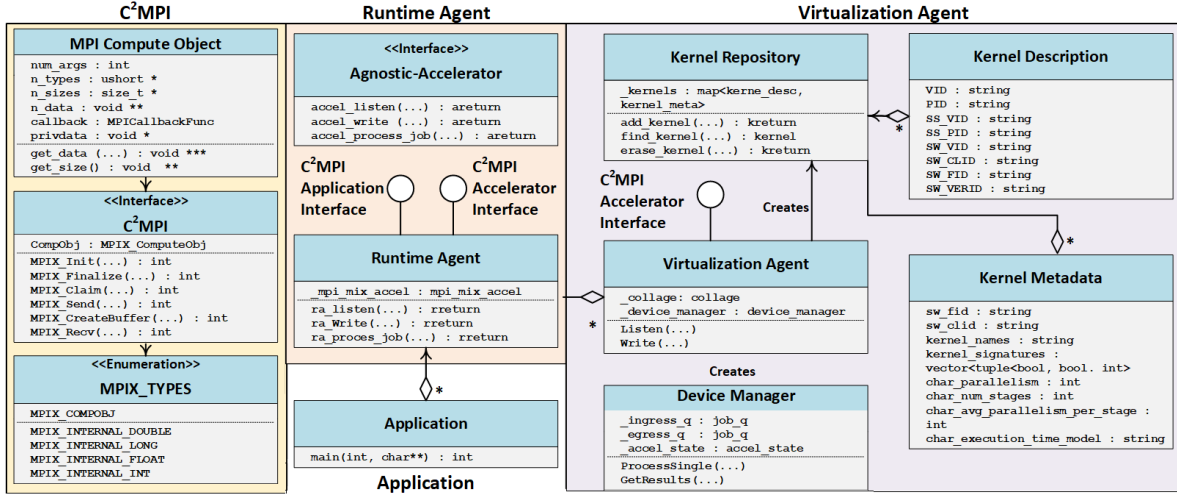 C²MPI
MPI Compute Object
num_args : int
n_types : ushort *
n_sizes : size_t *
n_data : void **
callback : MPICallbackFunc
privdata : void *
get_data (...) : void ***
get_size() : void **
<<Interface>>
C²MPI
CompObj : MPIX_ComputeObj
MPIX_Init(...) : int
MPIX_Finalize(...) : int
MPIX_Claim(...) : int
MPIX_Send(...) : int
MPIX_CreateBuffer(...) : int
MPIX_Recv(...) : int
<<Enumeration>>
MPIX_TYPES
MPIX_COMPOBJ
MPIX_INTERNAL_DOUBLE
MPIX_INTERNAL_LONG
MPIX_INTERNAL_FLOAT
MPIX_INTERNAL_INT
Runtime Agent
<<Interface>>
Agnostic-Accelerator
accel_listen(...) : areturn
accel_write (...) : areturn
accel_process_job(...) : areturn
C²MPI
Application
Interface
C²MPI
Accelerator
Interface
Runtime Agent
_mpi_mix_accel : mpi_mix_accel
ra_listen(...) : rreturn
ra_Write(...) : rreturn
ra_proces_job(...) : rreturn
*
Application
main(int, char**) : int
Application
Virtualization Agent
Kernel Repository
_kernels : map<kerne_desc,
kernel_meta>
add_kernel(...) : kreturn
find_kernel(...) : kernel
erase_kernel(...) : kreturn
*
Kernel Description
VID : string
PID : string
SS_VID : string
SS_PID : string
SW_VID : string
SW_CLID : string
SW_FID : string
SW_VERID : string
C²MPI
Accelerator
Interface
Creates
*
Virtualization Agent
_collage: collage
_device_manager : device_manager
Listen(...)
Write(...)
*
Kernel Metadata
sw_fid : string
sw_clid : string
kernel_names : string
kernel_signatures :
vector<tuple<bool, bool. int>
char_parallelism : int
char_num_stages : int
char_avg_parallelism_per_stage :
int
char_execution_time_model : string
Creates
Device Manager
_ingress_q : job_q
_egress_q : job_q
_accel_state : accel_state
ProcessSingle(...)
GetResults(...)